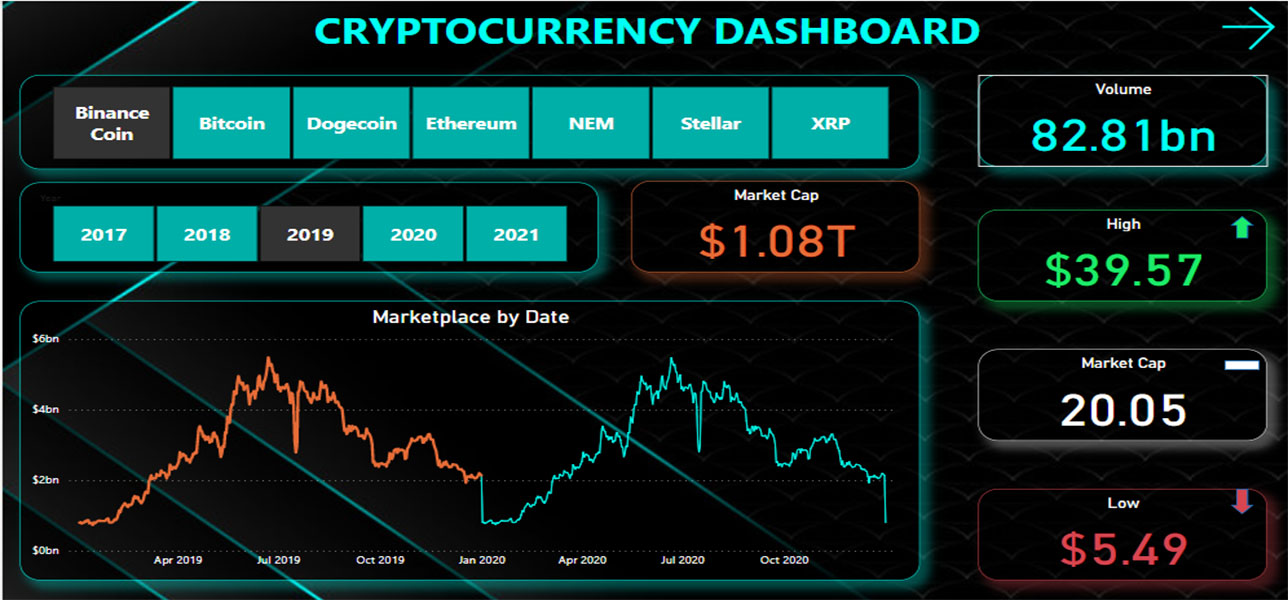 CRYPTOCURRENCY DASHBOARD
Binance
Coin
Bitcoin
Dogecoin
Ethereum
NEM
Stellar
XRP
Volume
82.81bn
Year
2017
2018
2019
2020
2021
Market Cap
$1.08T
High
$39.57
Marketplace by Date
$6bn
$4bn
$2bn
$0bn
Apr 2019
Jul 2019
Oct 2019
Jan 2020
Apr 2020
Jul 2020
Oct 2020
Market Cap
20.05
Low
$5.49